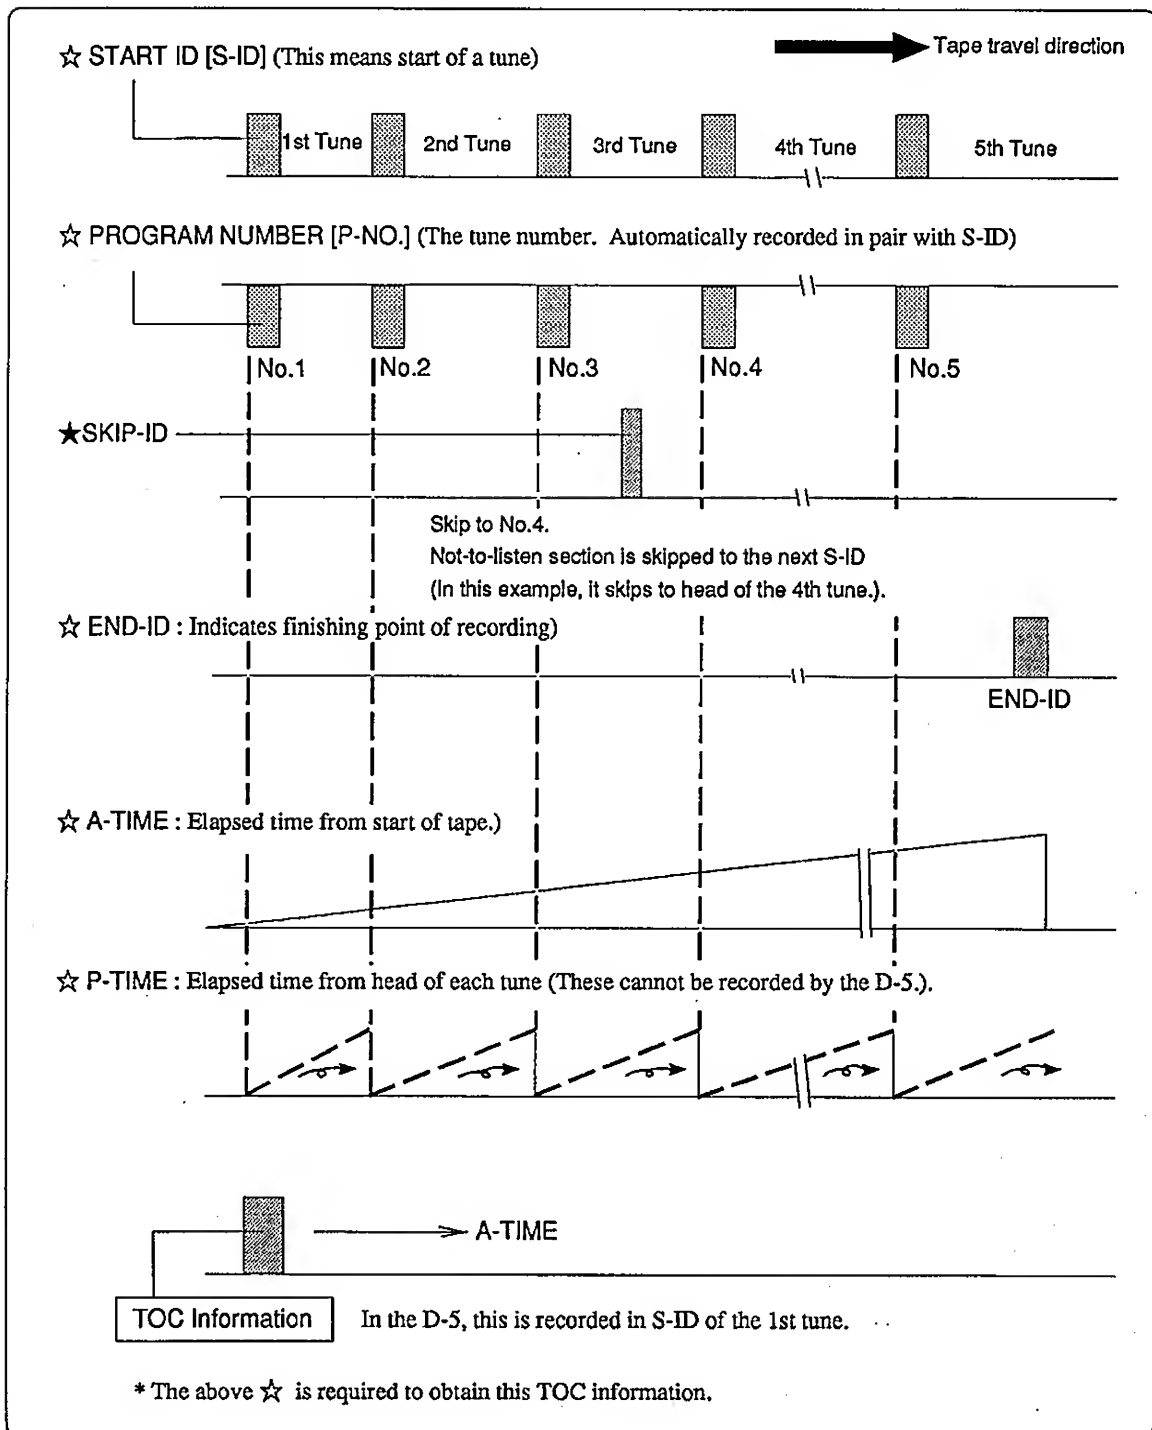 ☆ START ID [S-ID] (This means start of a tune)
Tape travel direction
1st Tune
2nd Tune
3rd Tune
4th Tune
5th Tune
☆ PROGRAM NUMBER [P-NO.] (The tune number. Automatically recorded in pair with S-ID)
No.1
No.2
No.3
No.4
No.5
★SKIP-ID
Skip to No.4.
Not-to-listen section is skipped to the next S-ID
(In this example, it skips to head of the 4th tune.).
☆ END-ID : Indicates finishing point of recording)
END-ID
☆ A-TIME : Elapsed time from start of tape.)
☆ P-TIME : Elapsed time from head of each tune (These cannot be recorded by the D-5.).
A-TIME
TOC Information
In the D-5, this is recorded in S-ID of the 1st tune.
* The above ☆ is required to obtain this TOC information.